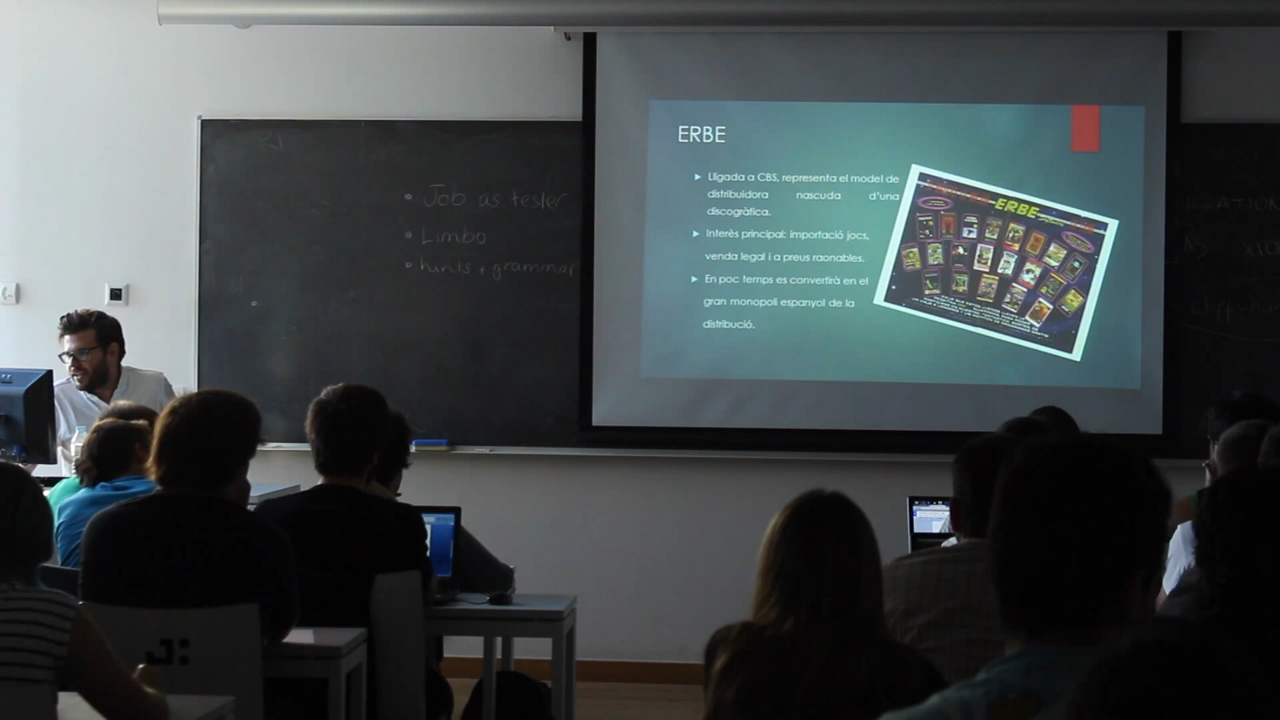 ERBE
Lligada a CBS, representa el model de
distribuïdora nascuda d'una
discogràfica.
Interès principal: importació jocs,
venda legal i a preus raonables.
En poc temps es convertirà en el
gran monopoli espanyol de la
distribució.
ERBE
• Job as tester
• Limbo
• hints + grammar